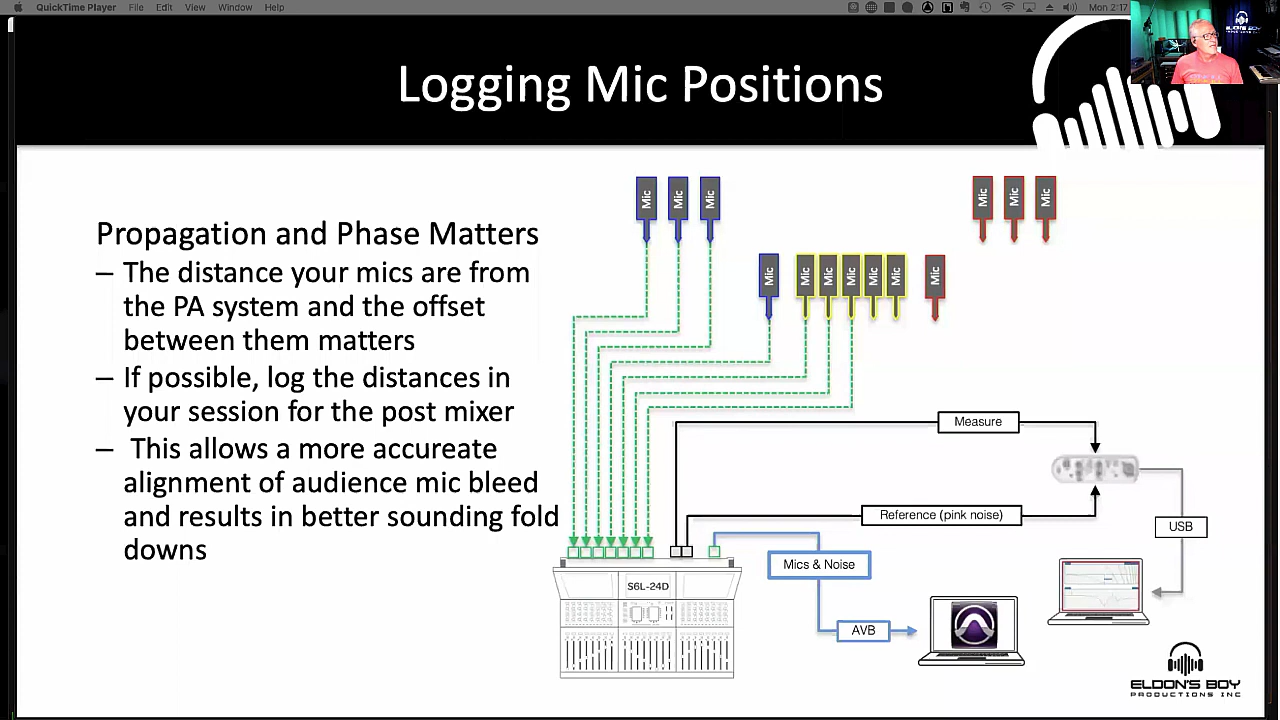 QuickTime Player File Edit View Window Help
Mon 2:17
ELDON'S BOY
Logging Mic Positions
Mic Mic Mic
Mic Mic Mic
Mic Mic Mic Mic Mic Mic Mic
Propagation and Phase Matters
– The distance your mics are from
the PA system and the offset
between them matters
– If possible, log the distances in
your session for the post mixer
– This allows a more accureate
alignment of audience mic bleed
and results in better sounding fold
downs
Measure
Reference (pink noise)
USB
Mics & Noise
S6L-24D
AVB
ELDON'S BOY
PRODUCTIONS INC